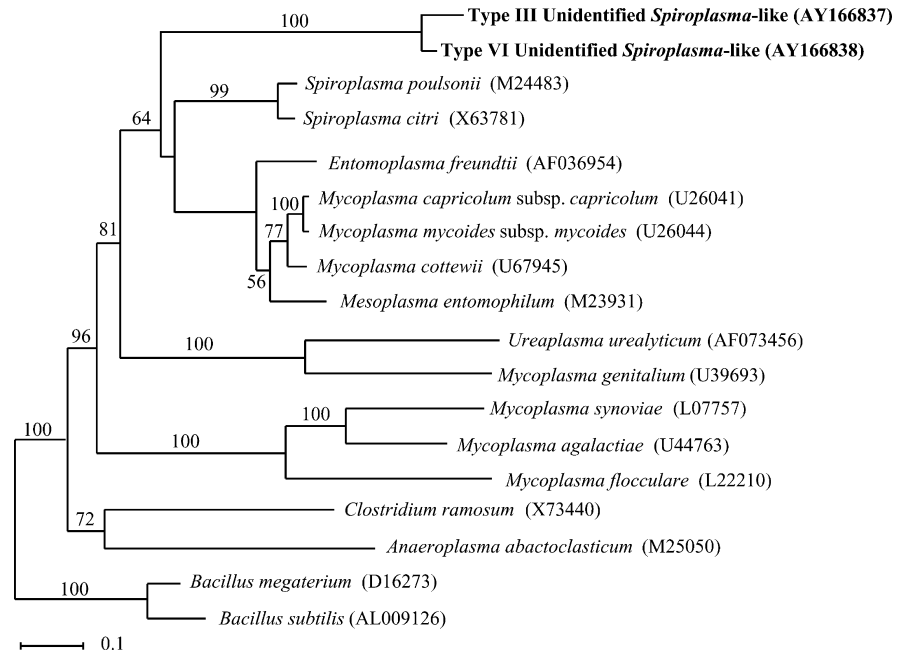 100
Type III Unidentified Spiroplasma-like (AY166837)
Type VI Unidentified Spiroplasma-like (AY166838)
99
Spiroplasma poulsonii (M24483)
Spiroplasma citri (X63781)
64
Entomoplasma freundtii (AF036954)
100
Mycoplasma capricolum subsp. capricolum (U26041)
77
Mycoplasma mycoides subsp. mycoides (U26044)
81
Mycoplasma cottewii (U67945)
56
Mesoplasma entomophilum (M23931)
96
100
Ureaplasma urealyticum (AF073456)
Mycoplasma genitalium (U39693)
100
Mycoplasma synoviae (L07757)
100
100
Mycoplasma agalactiae (U44763)
Mycoplasma flocculare (L22210)
72
Clostridium ramosum (X73440)
Anaeroplasma abactoclasticum (M25050)
100
Bacillus megaterium (D16273)
Bacillus subtilis (AL009126)
0.1